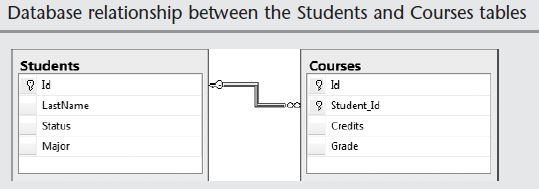 Database relationship between the Students and Courses tables
Students
Id
LastName
Status
Major
Courses
Id
Student_Id
Credits
Grade